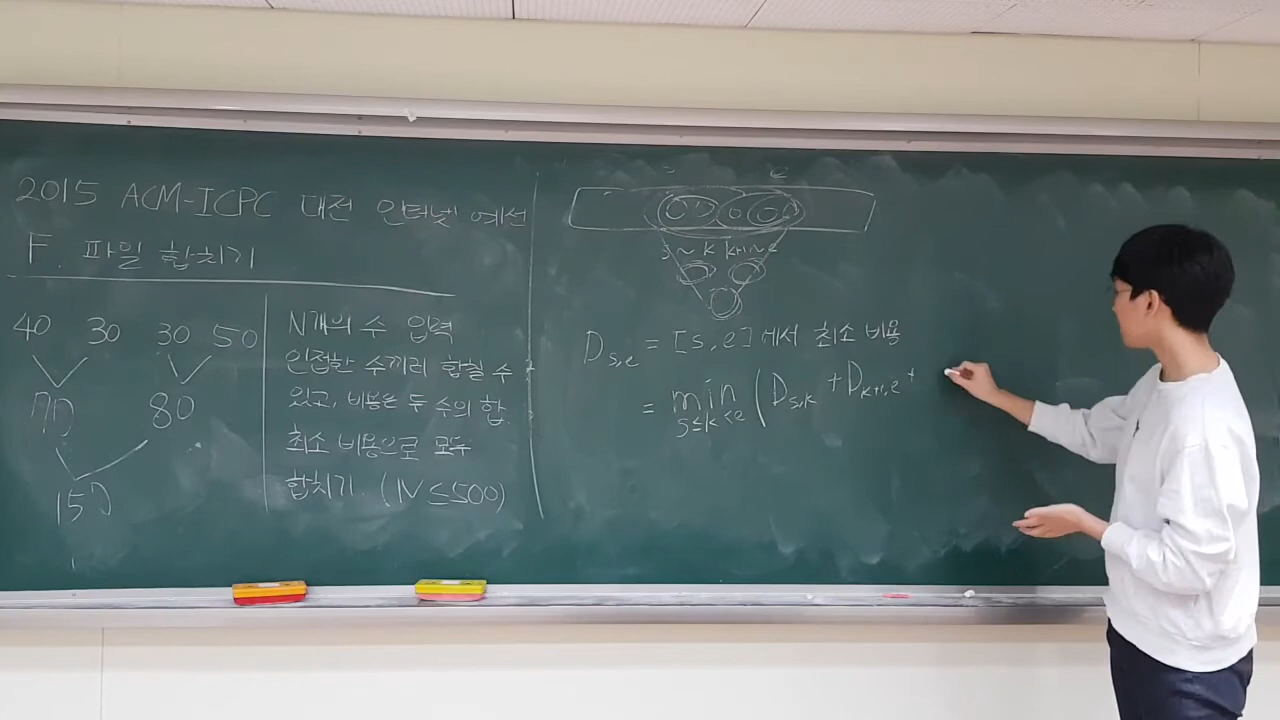 2015 ACM-ICPC 대전 인터넷 예선
F. 파일 합치기
40 30 30 50
70 80
150
N개의 수 입력
인접한 수끼리 합칠 수
있고, 비용은 두 수의 합.
최소 비용으로 모두
합치기. (N ≤500)
s ~ k k+1 ~ e
D s,e = [s,e]에서 최소 비용
= min s≤k<e (D s,k + D k+1,e +